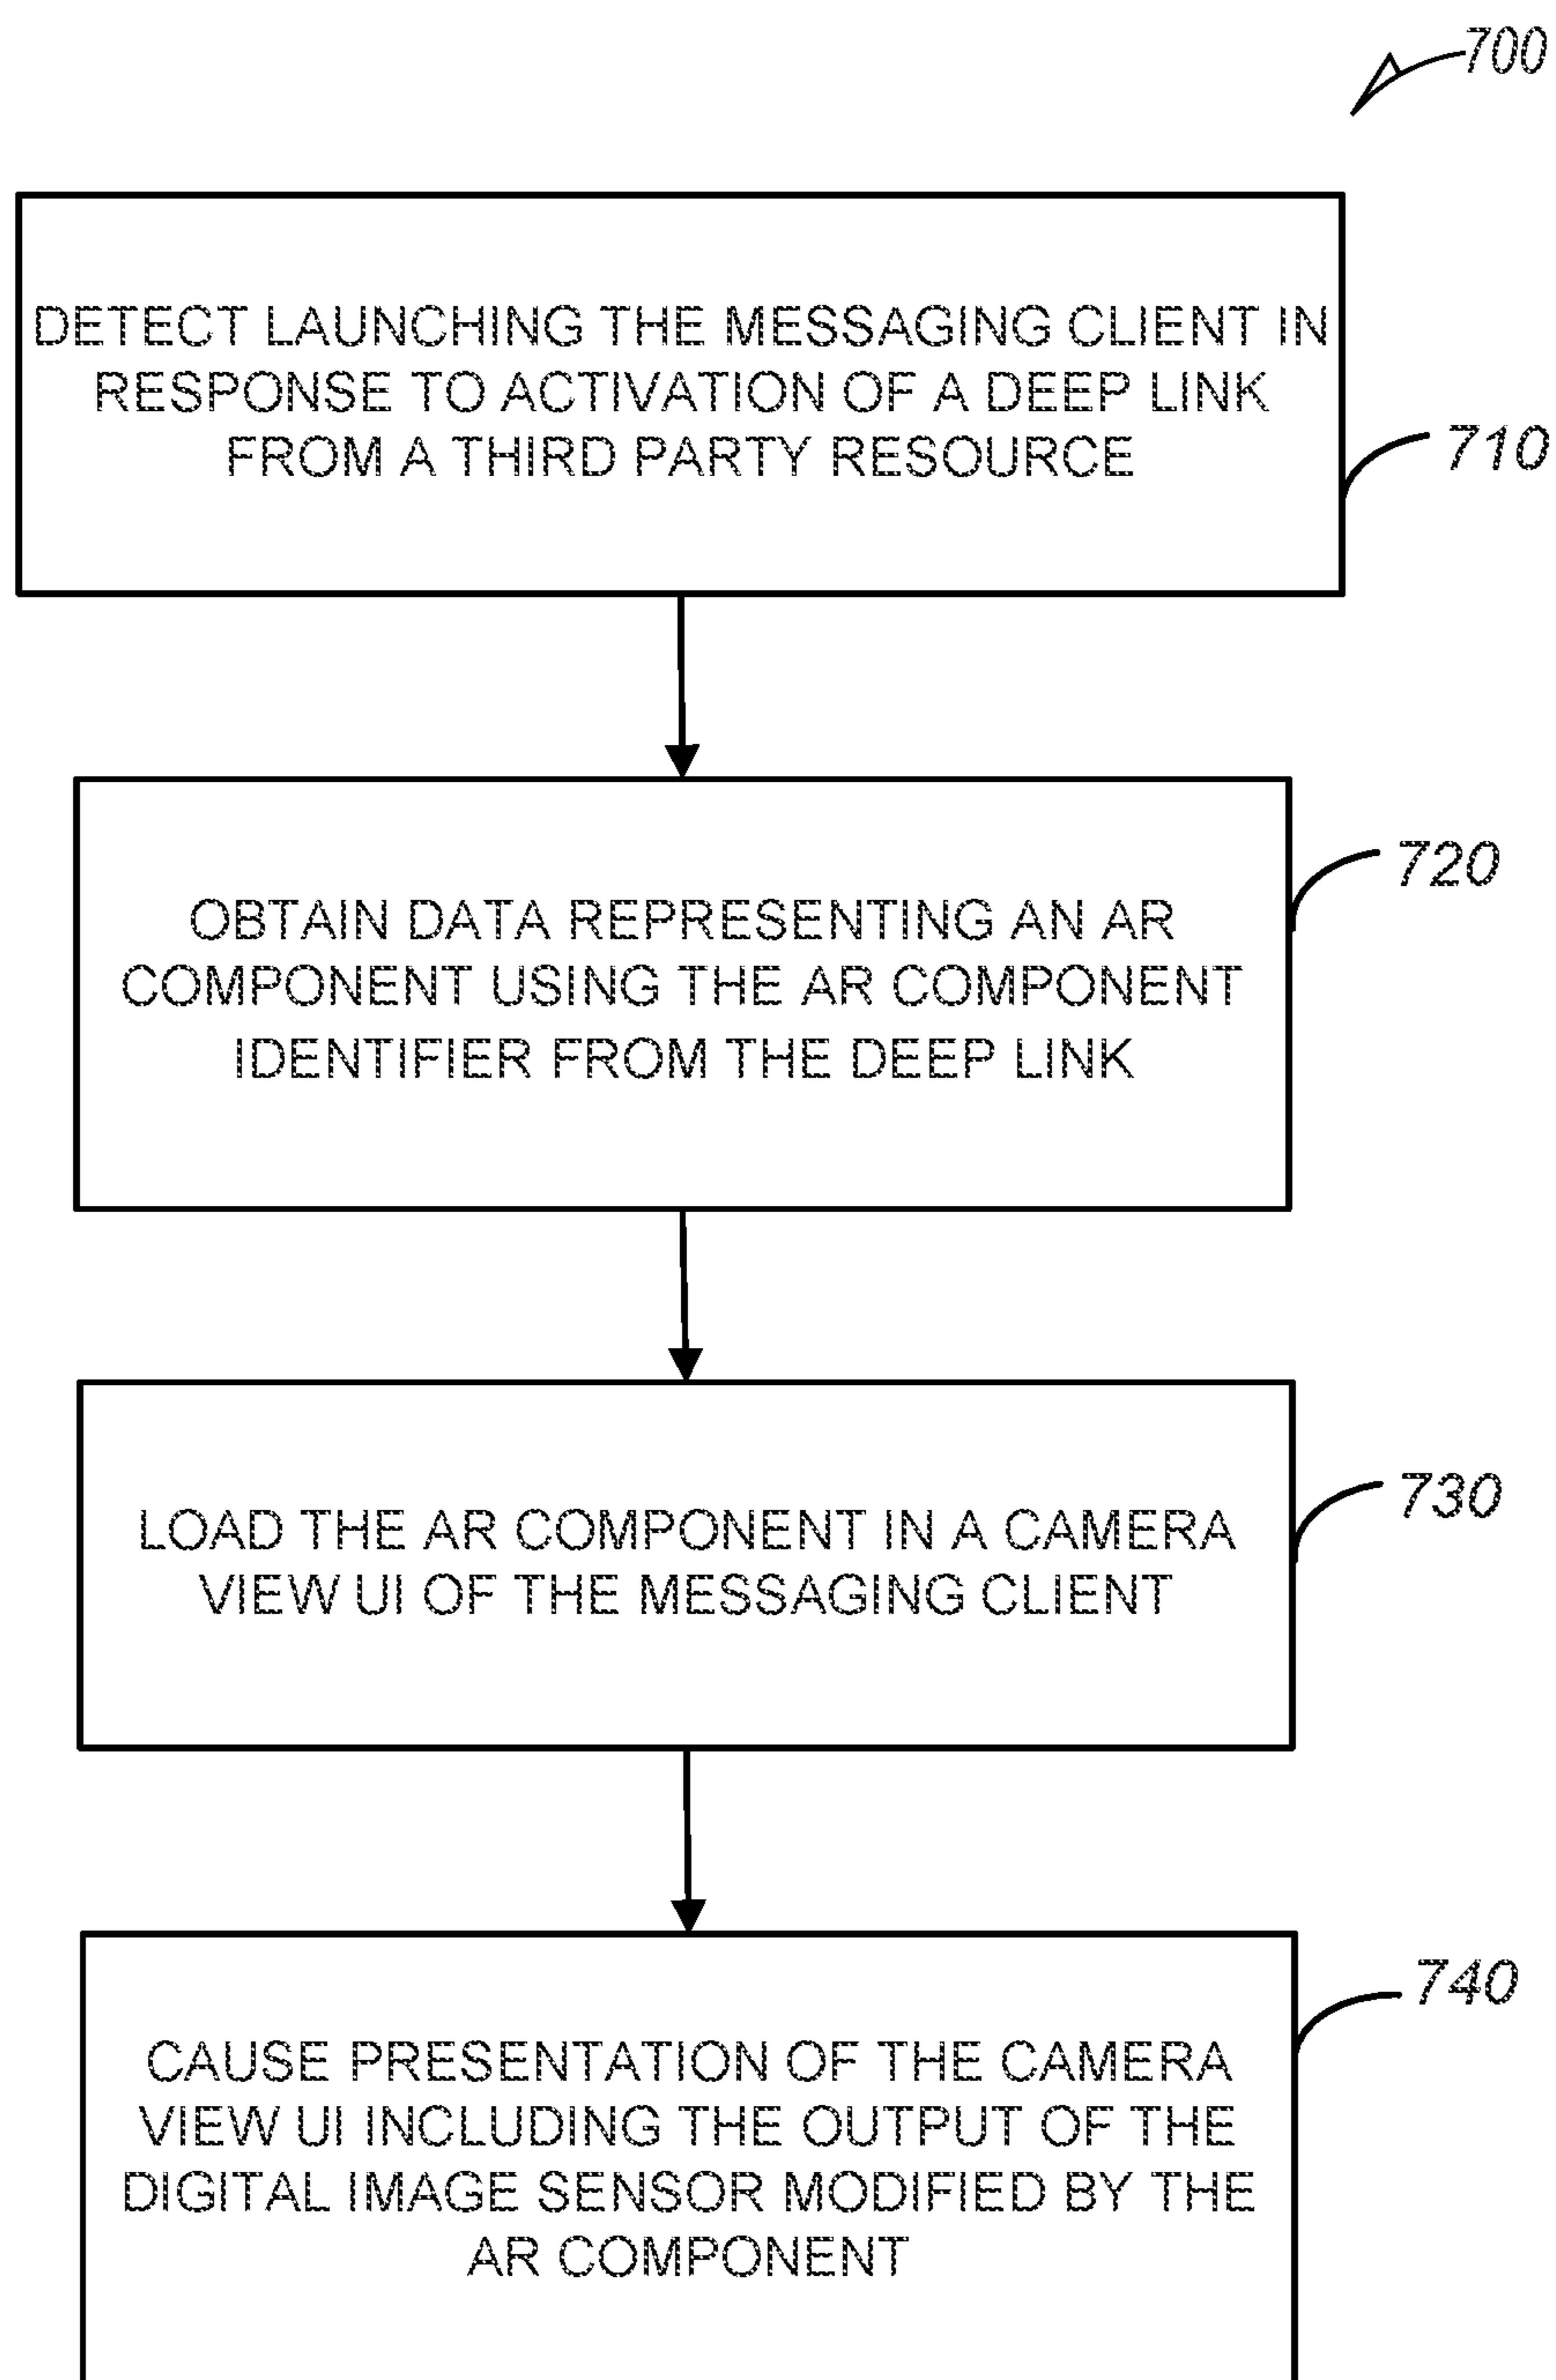 700
DETECT LAUNCHING THE MESSAGING CLIENT IN
RESPONSE TO ACTIVATION OF A DEEP LINK
FROM A THIRD PARTY RESOURCE
710
OBTAIN DATA REPRESENTING AN AR
COMPONENT USING THE AR COMPONENT
IDENTIFIER FROM THE DEEP LINK
720
LOAD THE AR COMPONENT IN A CAMERA
VIEW UI OF THE MESSAGING CLIENT
730
CAUSE PRESENTATION OF THE CAMERA
VIEW UI INCLUDING THE OUTPUT OF THE
DIGITAL IMAGE SENSOR MODIFIED BY THE
AR COMPONENT
740